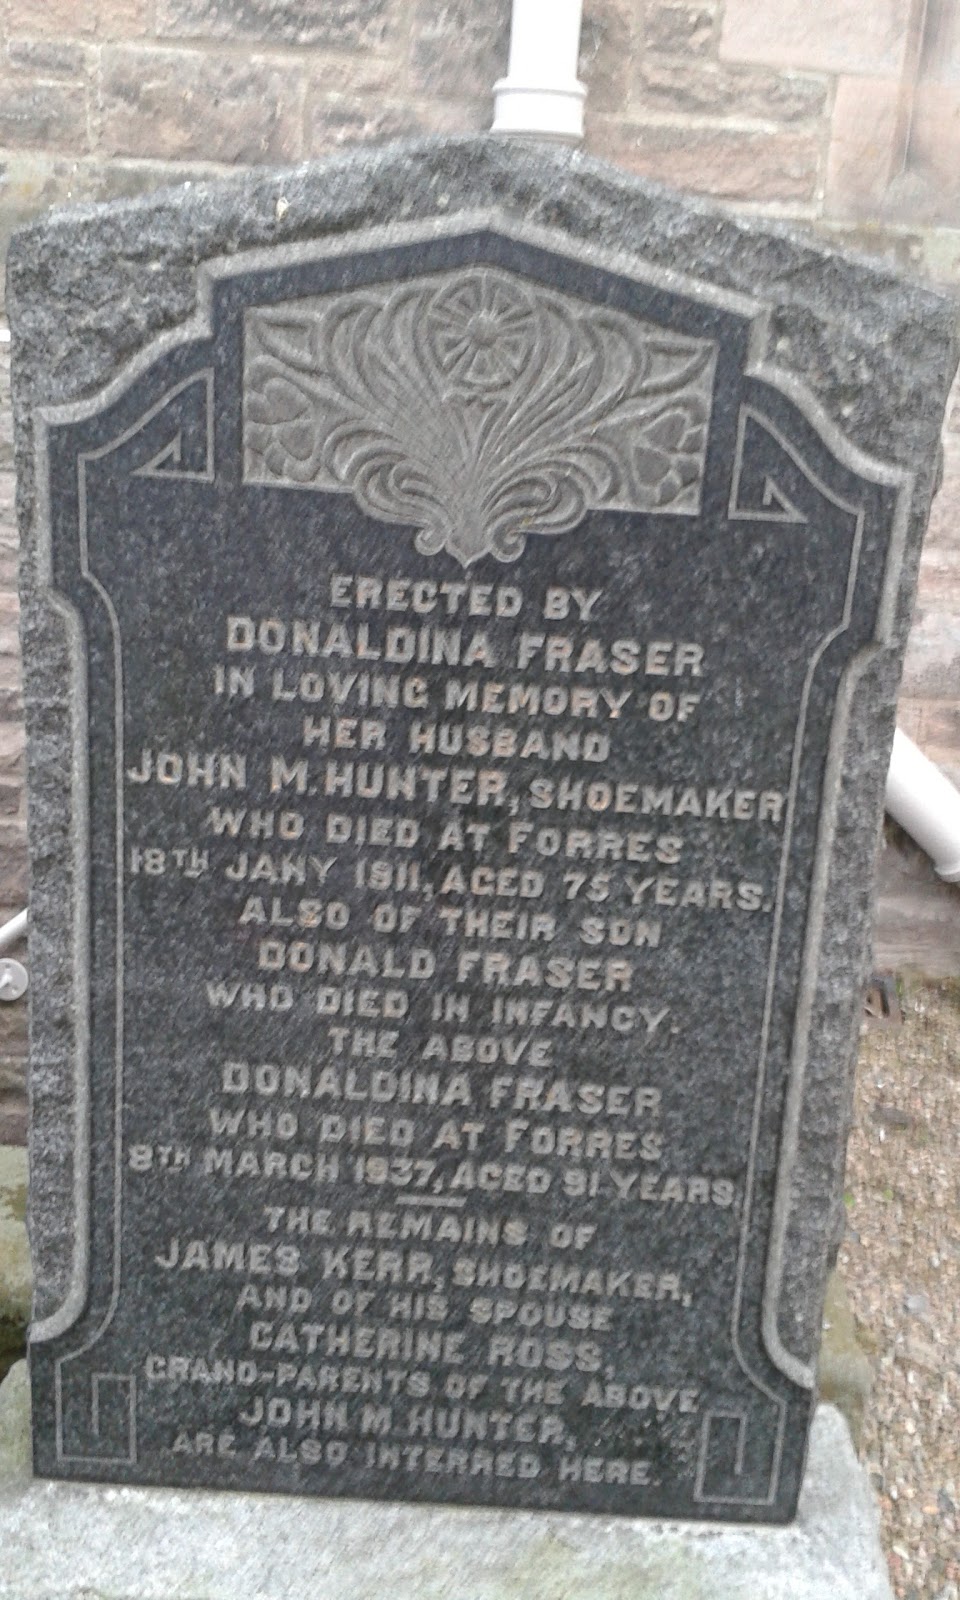 ERECTED BY
DONALDINA FRASER
IN LOVING MEMORY OF
HER HUSBAND
JOHN M. HUNTER, SHOEMAKER
WHO DIED AT FORRES
18TH JANY 1911, AGED 75 YEARS.
ALSO OF THEIR SON
DONALD FRASER
WHO DIED IN INFANCY.
THE ABOVE
DONALDINA FRASER
WHO DIED AT FORRES
8TH MARCH 1937, AGED 91 YEARS.
THE REMAINS OF
JAMES KERR, SHOEMAKER,
AND OF HIS SPOUSE
CATHERINE ROSS,
GRAND-PARENTS OF THE ABOVE
JOHN M. HUNTER,
ARE ALSO INTERRED HERE.